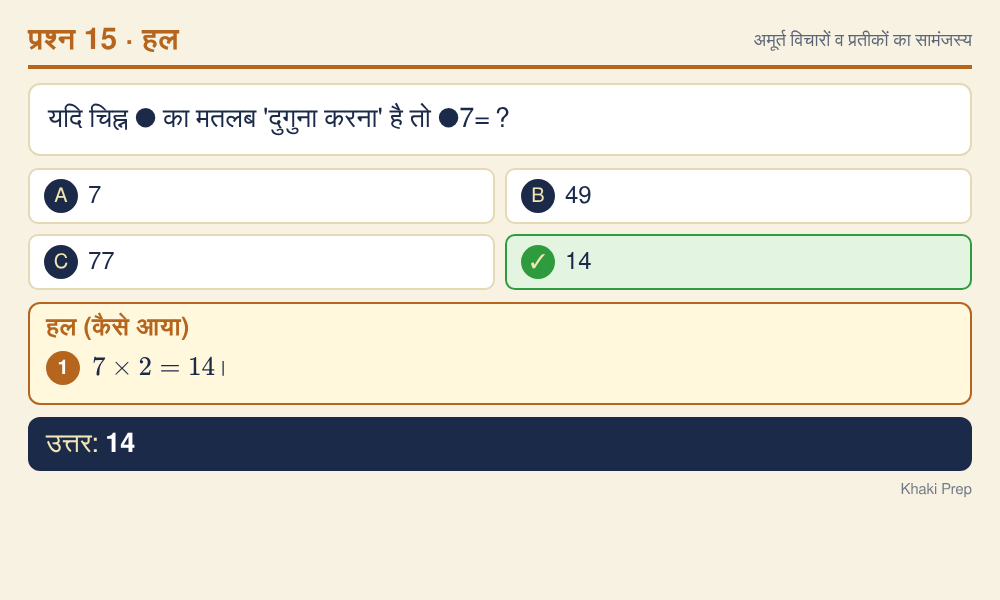 प्रश्न 15 · हल
अमूर्त विचारों व प्रतीकों का सामंजस्य
यदि चिह्न ● का मतलब 'दुगुना करना' है तो ●7= ?
A 7
B 49
C 77
✓ 14
हल (कैसे आया)
1 7 × 2 = 14।
उत्तर: 14
Khaki Prep